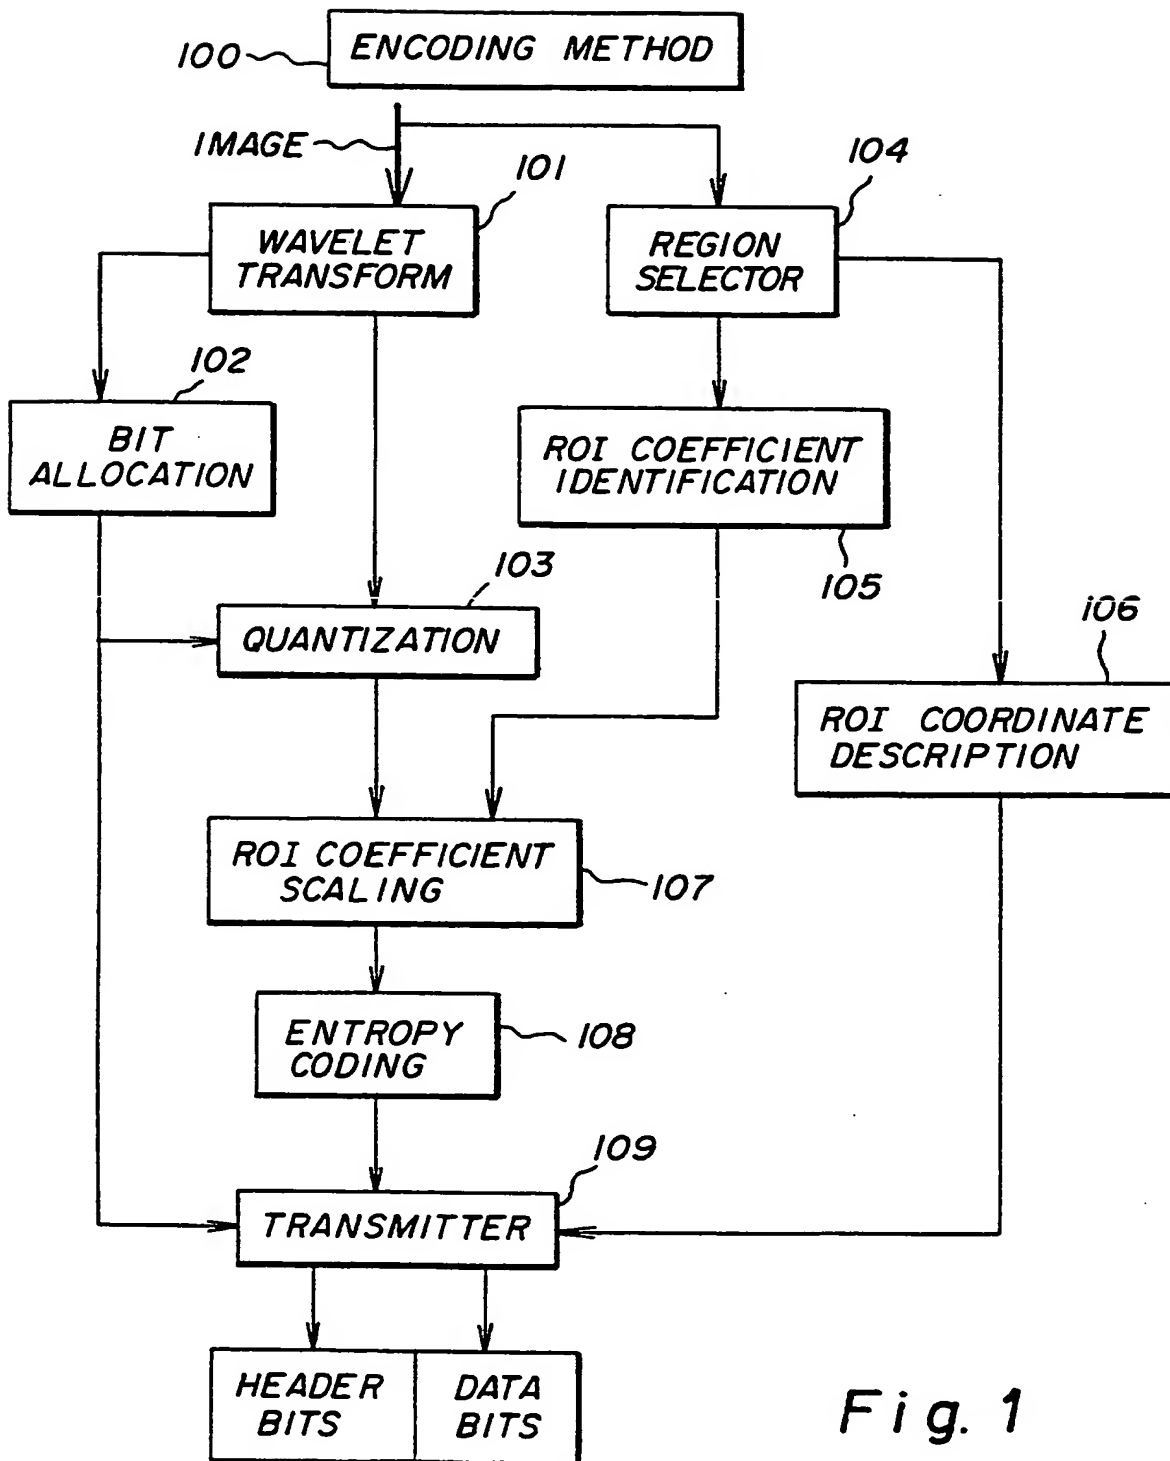 100
ENCODING METHOD
IMAGE
101
104
WAVELET
TRANSFORM
REGION
SELECTOR
102
BIT
ALLOCATION
ROI COEFFICIENT
IDENTIFICATION
105
103
QUANTIZATION
106
ROI COORDINATE
DESCRIPTION
ROI COEFFICIENT
SCALING
107
ENTROPY
CODING
108
109
TRANSMITTER
HEADER
BITS
DATA
BITS
Fig. 1